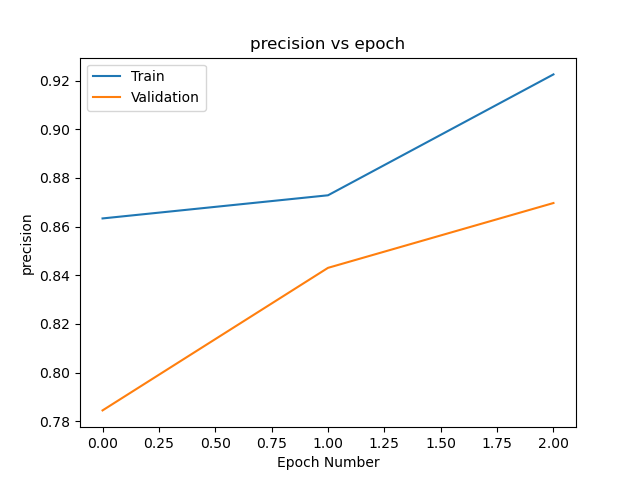 precision vs epoch
Train
Validation
0.92
0.90
0.88
0.86
0.84
0.82
0.80
0.78
precision
0.00 0.25 0.50 0.75 1.00 1.25 1.50 1.75 2.00
Epoch Number